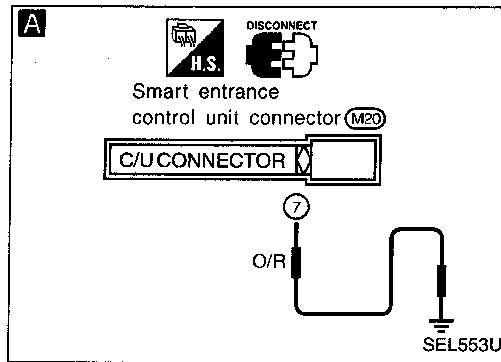 A
DISCONNECT
H.S.
Smart entrance
control unit connector M20
C/U CONNECTOR
7
O/R
SEL553U